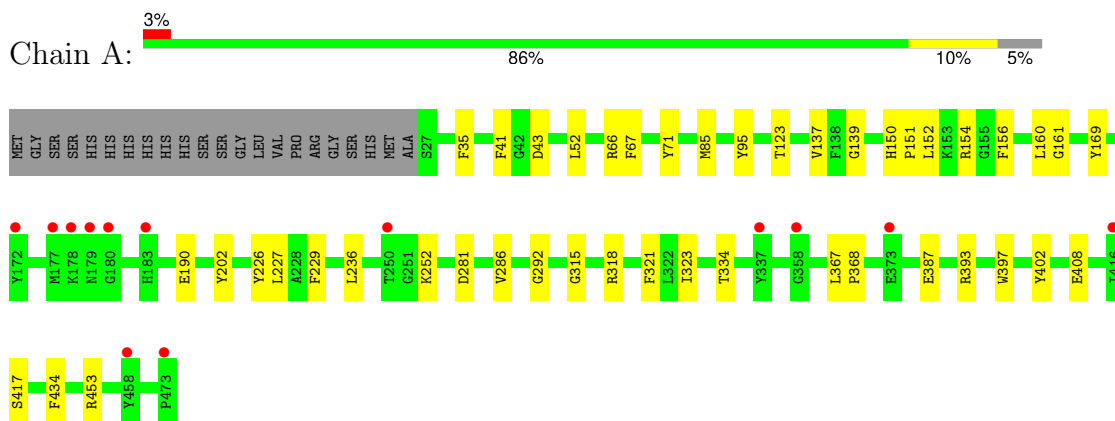 3%
Chain A:
86% 10% 5%
MET GLY SER SER HIS HIS HIS HIS HIS HIS SER SER GLY LEU VAL PRO ARG GLY SER HIS MET ALA S27 F35 F41 G42 D43 L52 R66 F67 Y71 M85 Y95 T123 V137 F138 G139 H150 P151 L152 K153 R154 G155 F156 L160 G161 Y169
Y172 M177 K178 N179 G180 H183 E190 Y202 Y226 L227 A228 F229 L236 T250 G251 K252 D281 V286 G292 G315 R318 F321 L322 I323 T334 Y337 G358 L367 P368 E373 E387 R393 W397 Y402 E408 I416
S417 F434 R453 Y458 P473